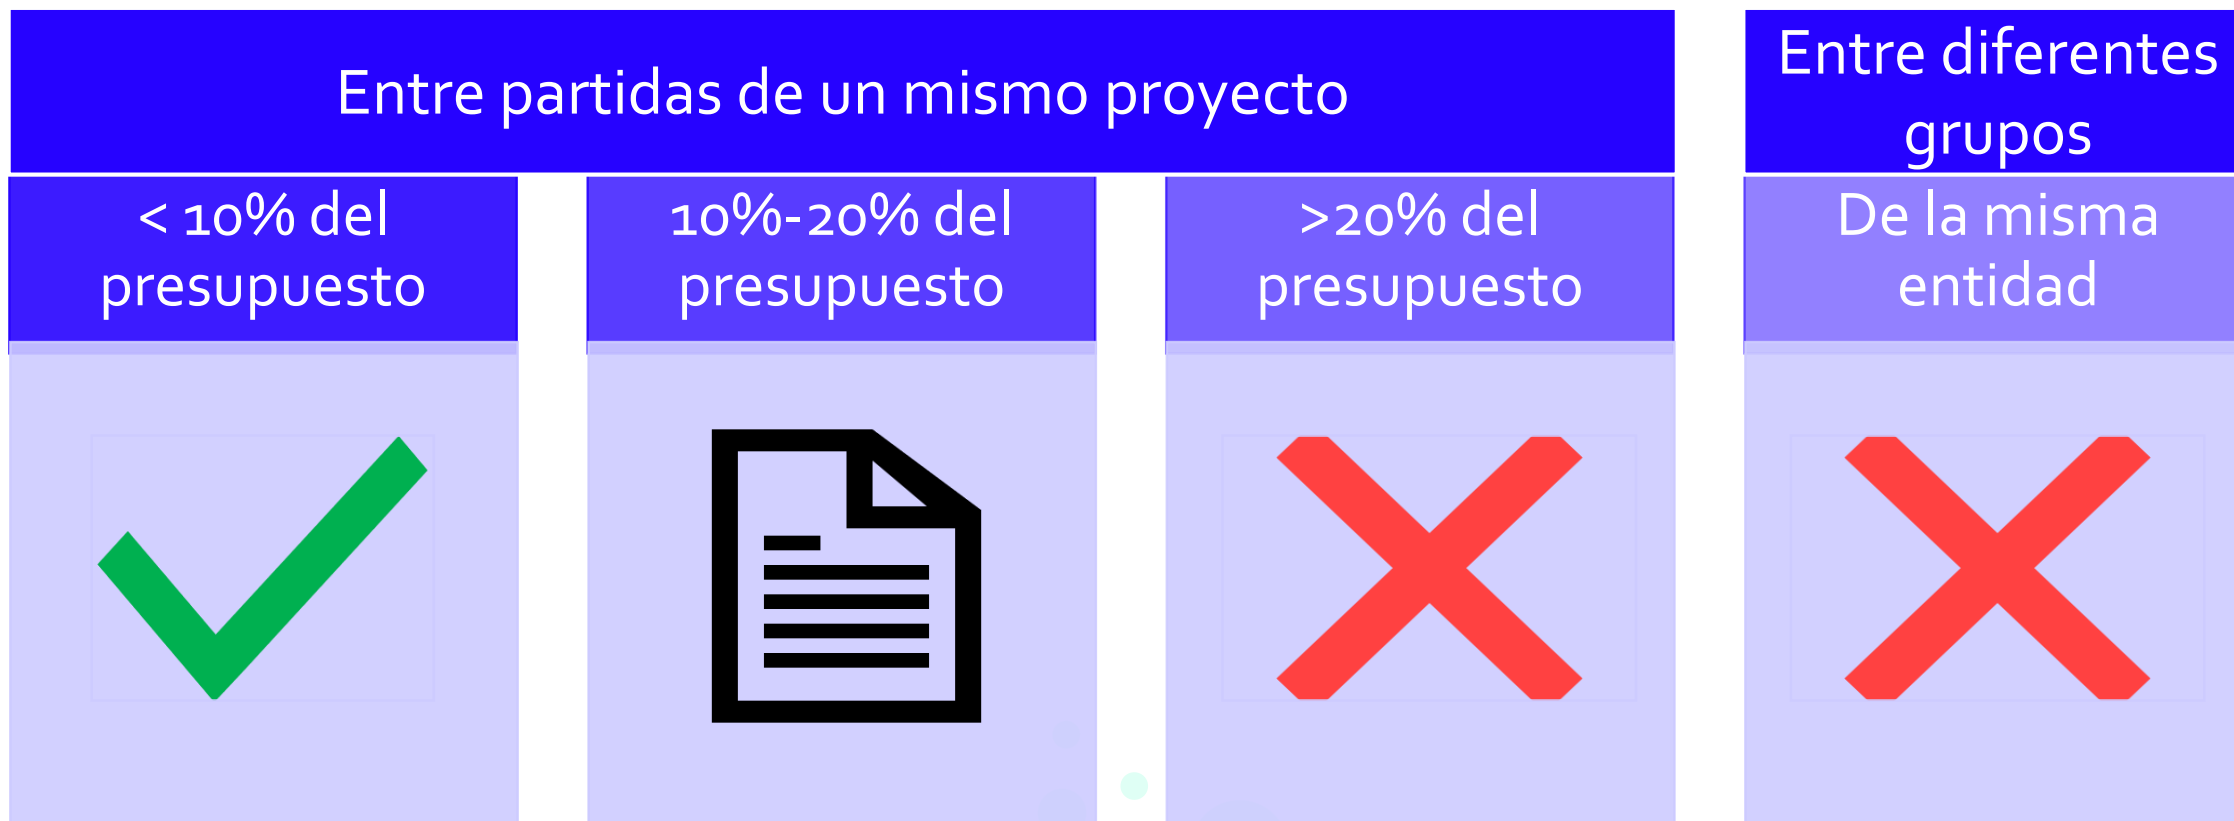 Entre partidas de un mismo proyecto
Entre diferentes
grupos
< 10% del
presupuesto
10%-20% del
presupuesto
>20% del
presupuesto
De la misma
entidad